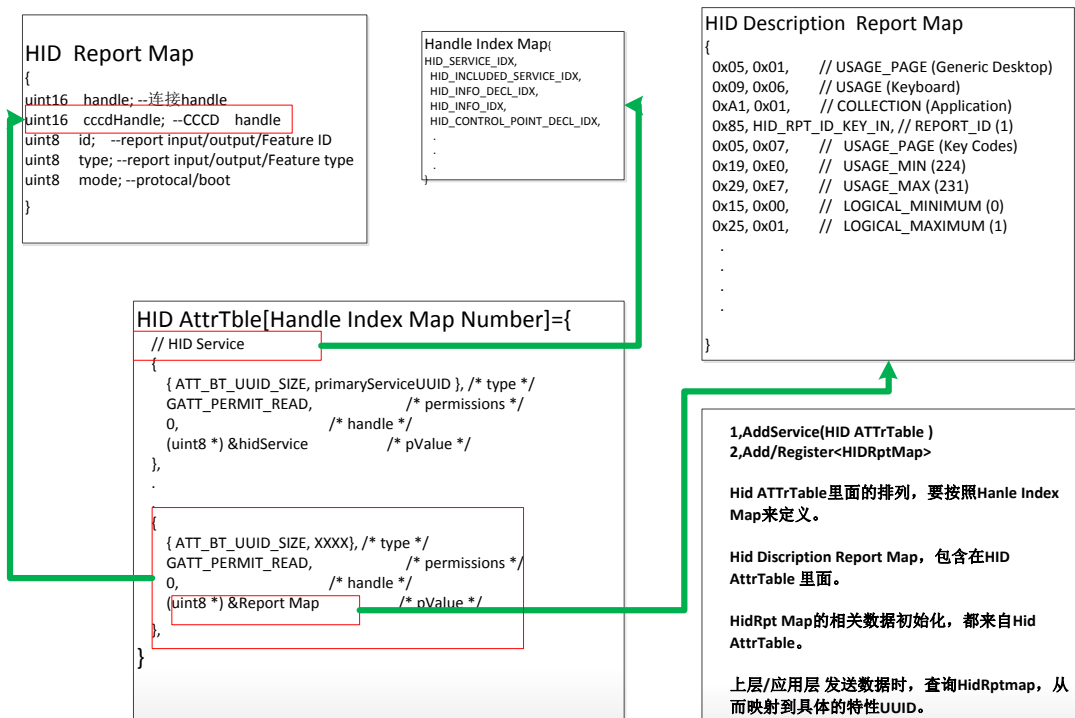 HID Report Map
{
uint16 handle; --连接handle
uint16 ccccdHandle; --CCCD handle
uint8 id; --report input/output/Feature ID
uint8 type; --report input/output/Feature type
uint8 mode; --protocal/boot
}
Handle Index Map{
HID_SERVICE_IDX,
HID_INCLUDED_SERVICE_IDX,
HID_INFO_DECL_IDX,
HID_INFO_IDX,
HID_CONTROL_POINT_DECL_IDX,
.
.
.
}
HID Description Report Map
{
0x05, 0x01, // USAGE_PAGE (Generic Desktop)
0x09, 0x06, // USAGE (Keyboard)
0xA1, 0x01, // COLLECTION (Application)
0x85, HID_RPT_ID_KEY_IN, // REPORT_ID (1)
0x05, 0x07, // USAGE_PAGE (Key Codes)
0x19, 0xE0, // USAGE_MIN (224)
0x29, 0xE7, // USAGE_MAX (231)
0x15, 0x00, // LOGICAL_MINIMUM (0)
0x25, 0x01, // LOGICAL_MAXIMUM (1)
.
.
.
.
}
HID AttrTble[Handle Index Map Number]={
// HID Service
{
{ ATT_BT_UUID_SIZE, primaryServiceUUID }, /* type */
GATT_PERMIT_READ, /* permissions */
0, /* handle */
(uint8 *) &hidService /* pValue */
},
.
.
{
{ ATT_BT_UUID_SIZE, XXXX}, /* type */
GATT_PERMIT_READ, /* permissions */
0, /* handle */
(uint8 *) &Report Map /* pValue */
},
}
1,AddService(HID ATTrTable )
2,Add/Register<HIDRptMap>
Hid ATTrTable里面的排列，要按照Hanle Index
Map来定义。
Hid Discription Report Map，包含在HID
AttrTable 里面。
HidRpt Map的相关数据初始化，都来自Hid
AttrTable。
上层/应用层 发送数据时，查询HidRptmap，从
而映射到具体的特性UUID。